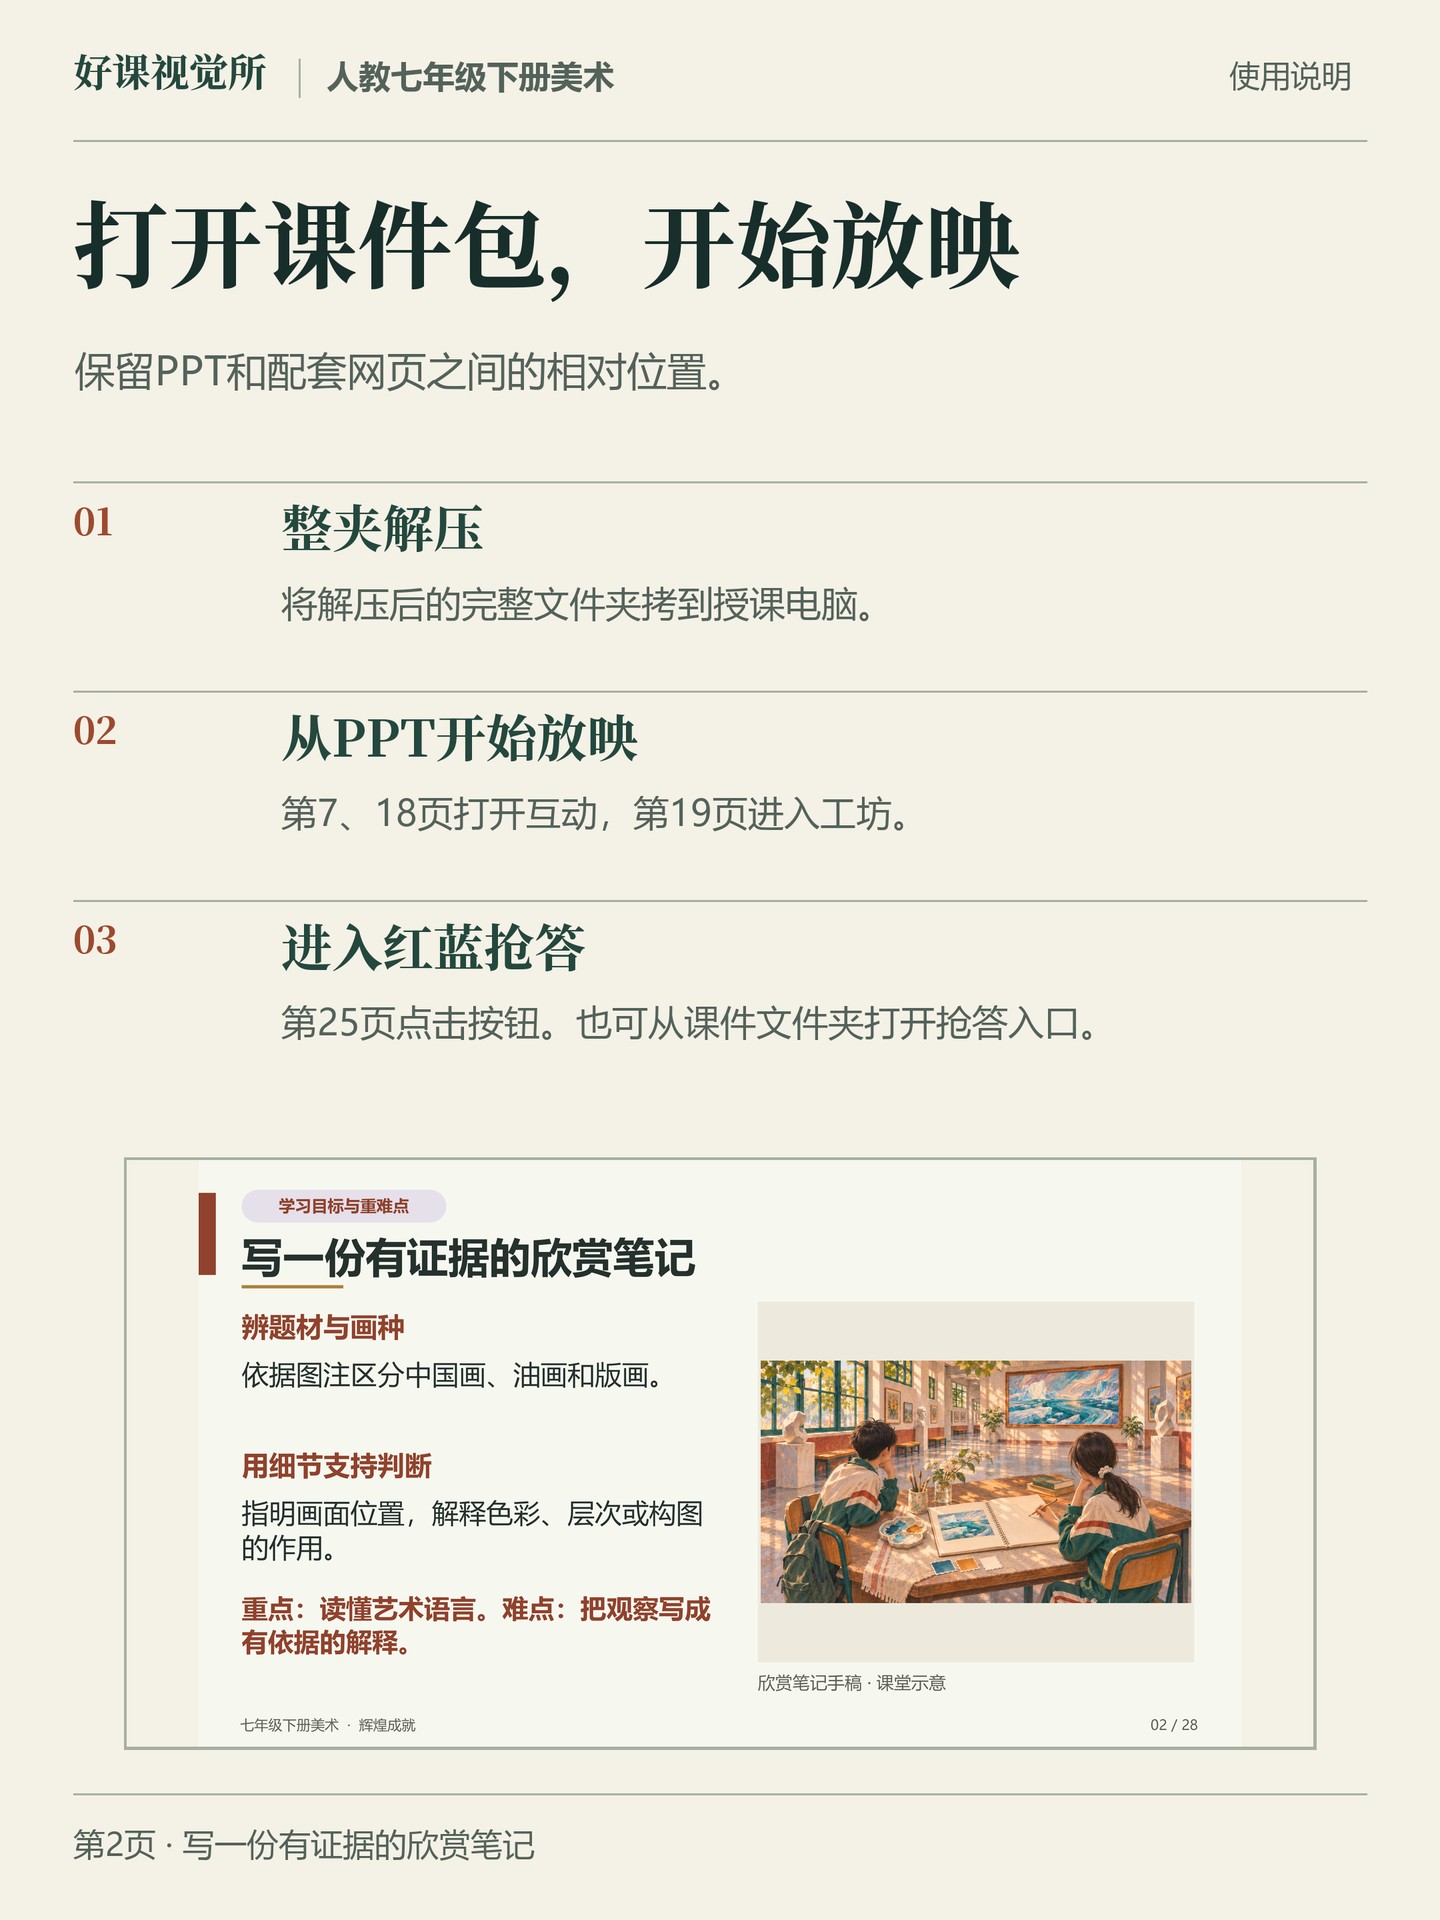 好课视觉所
人教七年级下册美术
使用说明
打开课件包，开始放映
保留PPT和配套网页之间的相对位置。
01
整夹解压
将解压后的完整文件夹拷到授课电脑。
02
从PPT开始放映
第7、18页打开互动，第19页进入工坊。
03
进入红蓝抢答
第25页点击按钮。也可从课件文件夹打开抢答入口。
学习目标与重难点
写一份有证据的欣赏笔记
辨题材与画种
依据图注区分中国画、油画和版画。
用细节支持判断
指明画面位置，解释色彩、层次或构图
的作用。
重点：读懂艺术语言。难点：把观察写成
有依据的解释。
欣赏笔记手稿 · 课堂示意
七年级下册美术 · 辉煌成就
02 / 28
第2页 · 写一份有证据的欣赏笔记